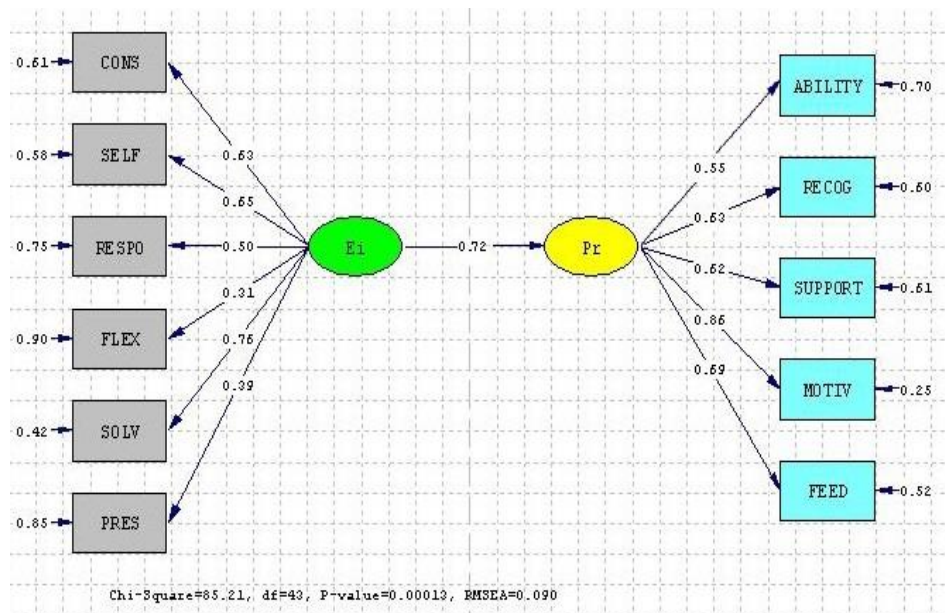 0.61 CONS
0.58 SELF
0.75 RESPO
0.90 FLEX
0.42 SOLV
0.85 PRES
0.63
0.65
0.50
0.31
0.76
0.39
Ei
0.72
Pr
0.55
0.63
0.62
0.86
0.69
ABILITY 0.70
RECOG 0.60
SUPPORT 0.61
MOTIV 0.25
FEED 0.52
Chi-Square=85.21, df=43, P-value=0.00013, RMSEA=0.090